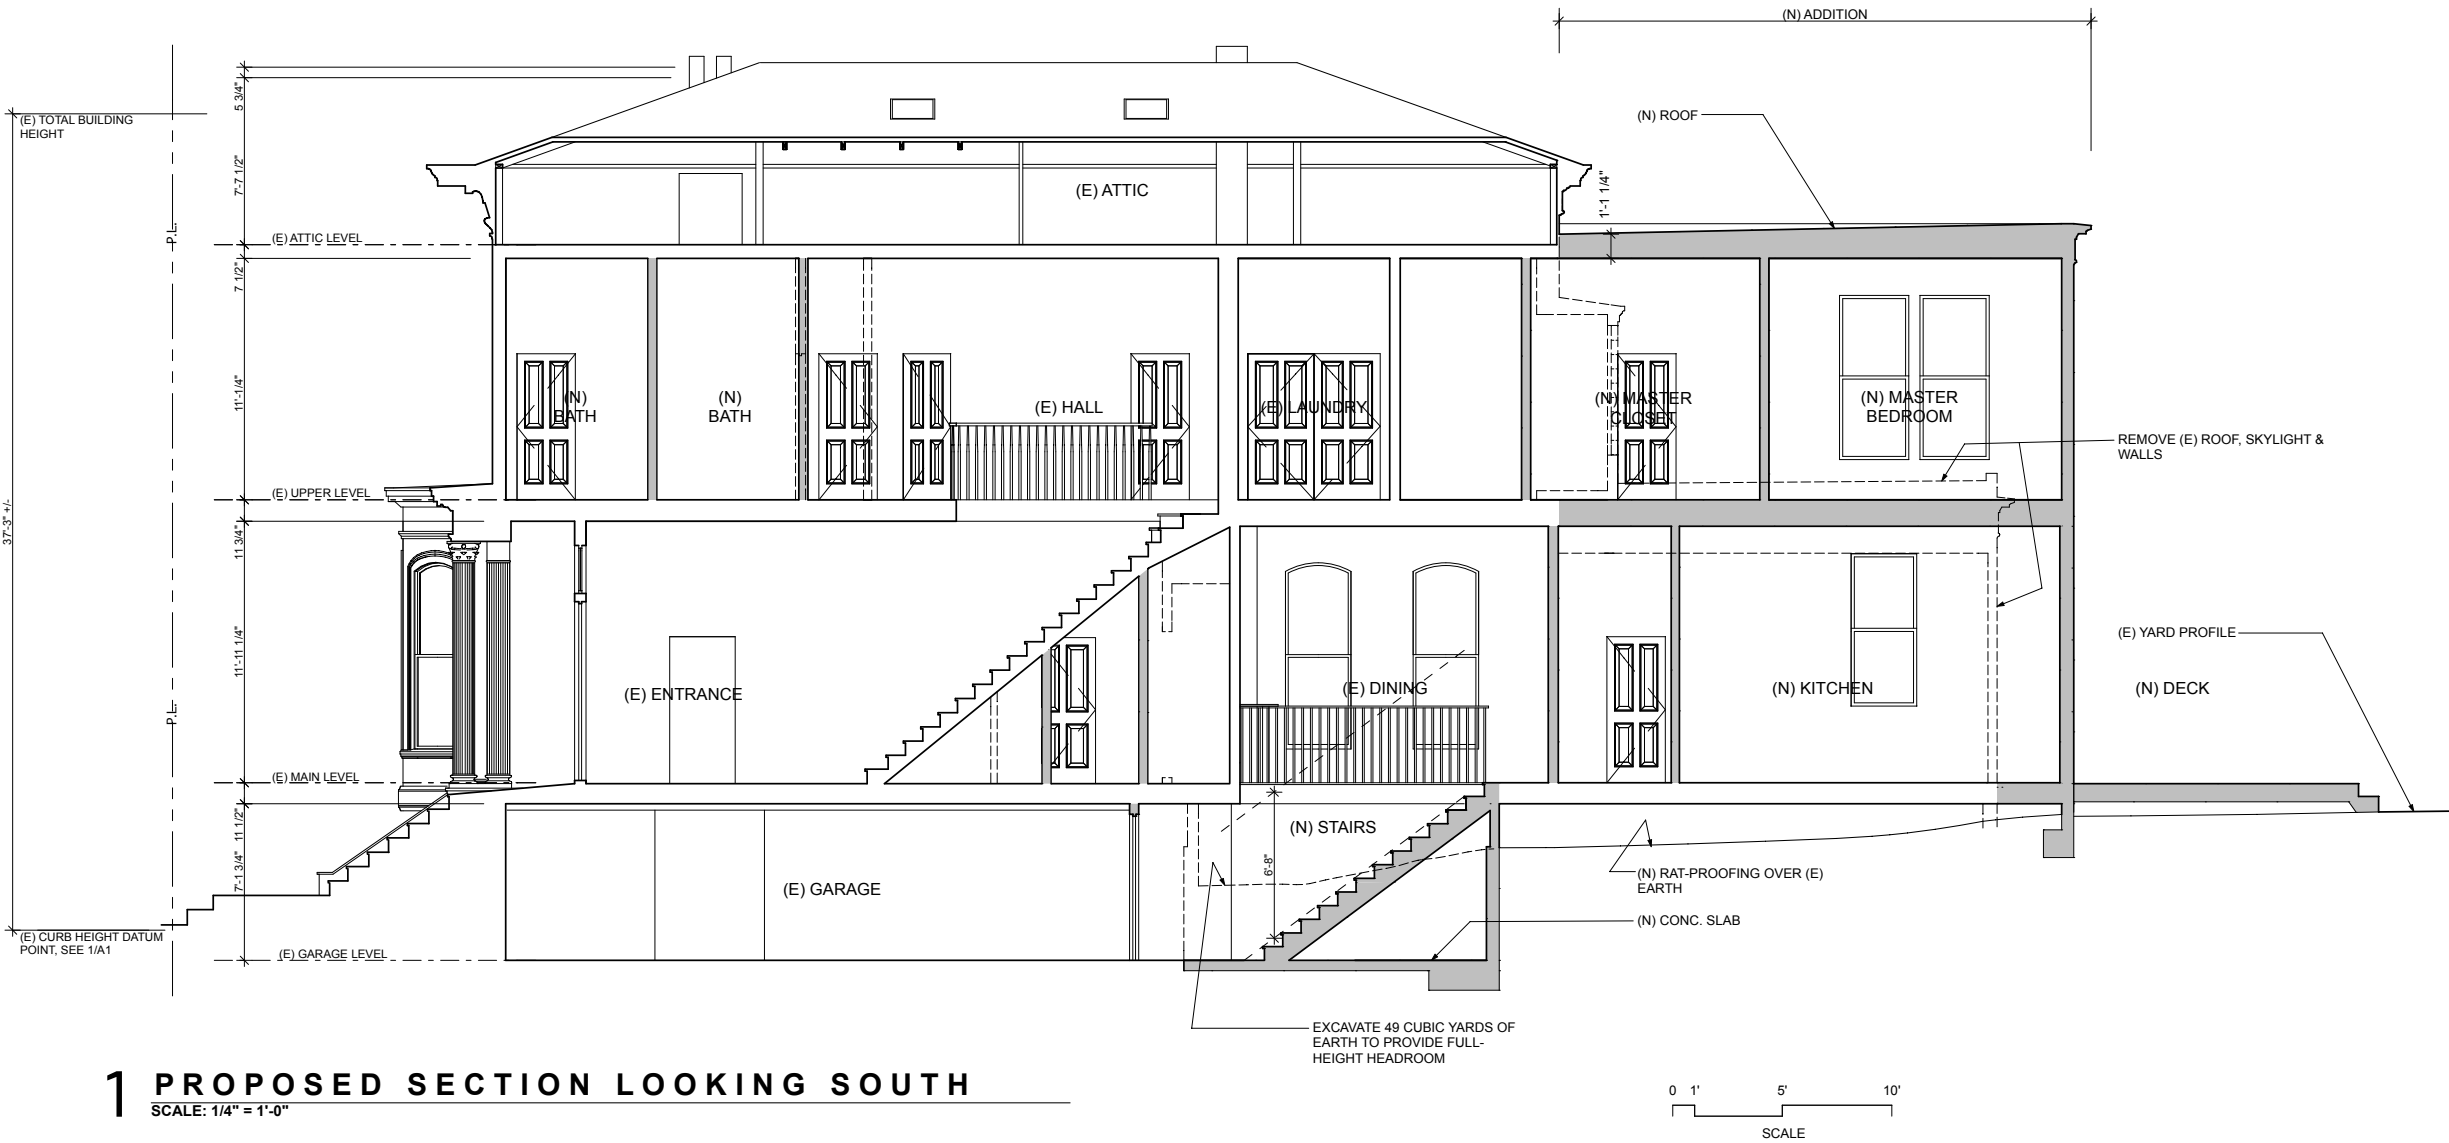 (N) ADDITION
5 3/4"
(E) TOTAL BUILDING
HEIGHT
(N) ROOF
7'-7 1/2"
(E) ATTIC
1'-1 1/4"
P.L.
(E) ATTIC LEVEL
7 1/2"
11'-1/4"
(N)
BATH
(N)
BATH
(E) HALL
(E) LAUNDRY
(N) MASTER
CLOSET
(N) MASTER
BEDROOM
REMOVE (E) ROOF, SKYLIGHT &
WALLS
(E) UPPER LEVEL
37'-3" +/-
11 3/4"
11'-11 1/4"
(E) YARD PROFILE
(E) ENTRANCE
(E) DINING
(N) KITCHEN
(N) DECK
P.L.
(E) MAIN LEVEL
11 1/2"
(N) STAIRS
7'-1 3/4"
6'-8"
(E) GARAGE
(N) RAT-PROOFING OVER (E)
EARTH
(N) CONC. SLAB
(E) CURB HEIGHT DATUM
POINT, SEE 1/A1
(E) GARAGE LEVEL
EXCAVATE 49 CUBIC YARDS OF
EARTH TO PROVIDE FULL-
HEIGHT HEADROOM
1 PROPOSED SECTION LOOKING SOUTH
SCALE: 1/4" = 1'-0"
0 1' 5' 10'
SCALE